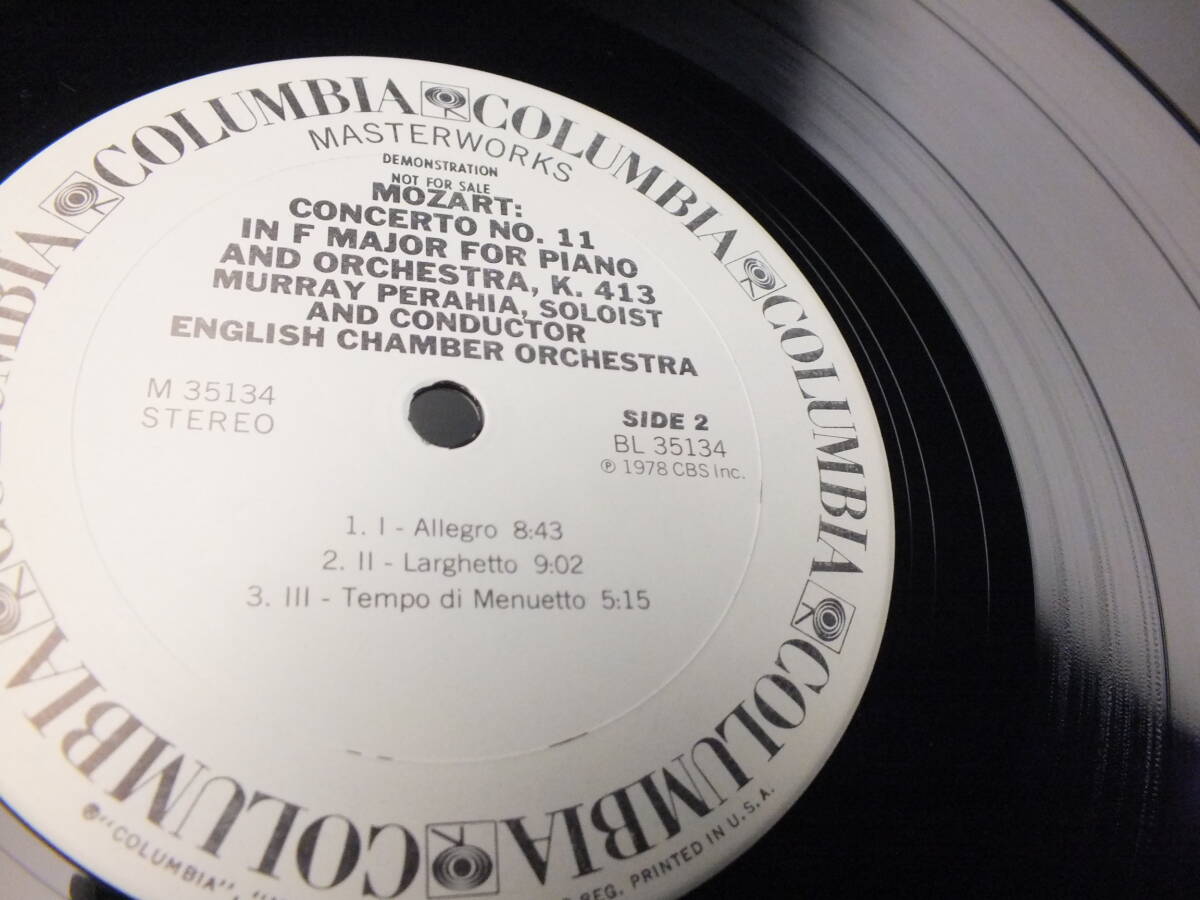 COLUMBIA COLUMBIA COLUMBIA COLUMBIA COLUMBIA COLUMBIA COLUMBIA
MASTERWORKS
DEMONSTRATION
NOT FOR SALE
MOZART:
CONCERTO NO. 11
IN F MAJOR FOR PIANO
AND ORCHESTRA, K. 413
MURRAY PERAHIA, SOLOIST
AND CONDUCTOR
ENGLISH CHAMBER ORCHESTRA
M 35134
STEREO
SIDE 2
BL 35134
℗ 1978 CBS Inc.
1. I - Allegro 8:43
2. II - Larghetto 9:02
3. III - Tempo di Menuetto 5:15
"COLUMBIA", REG. PRINTED IN U.S.A.